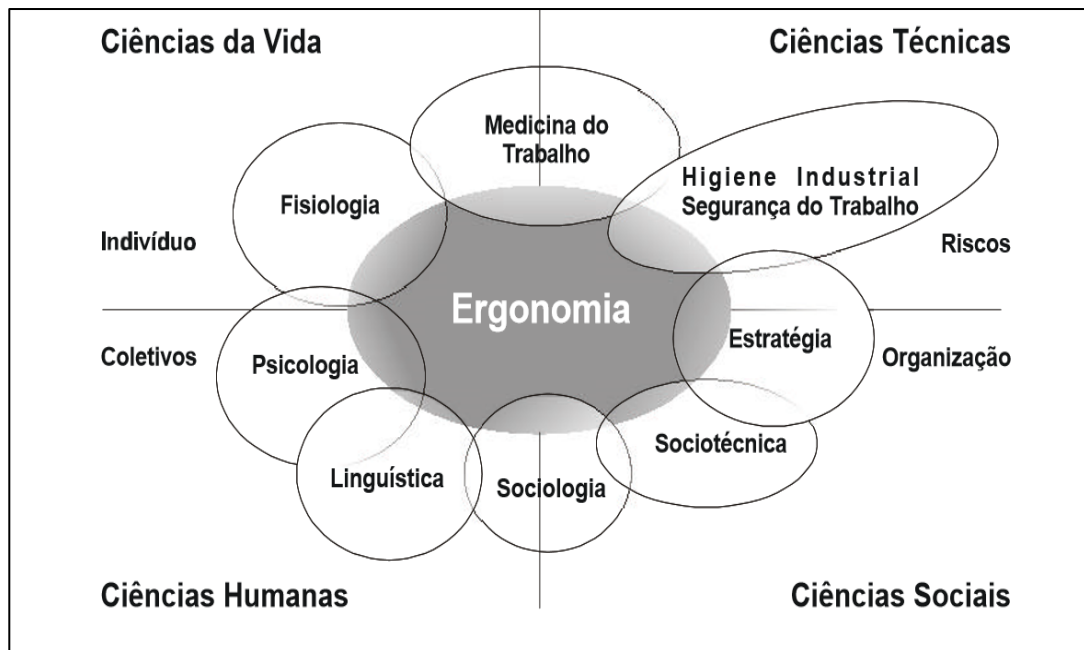 Ciências da Vida
Ciências Técnicas
Medicina do
Trabalho
Higiene Industrial
Segurança do Trabalho
Fisiologia
Indivíduo
Riscos
Ergonomia
Coletivos
Psicologia
Estratégia
Organização
Linguística
Sociologia
Sociotécnica
Ciências Humanas
Ciências Sociais